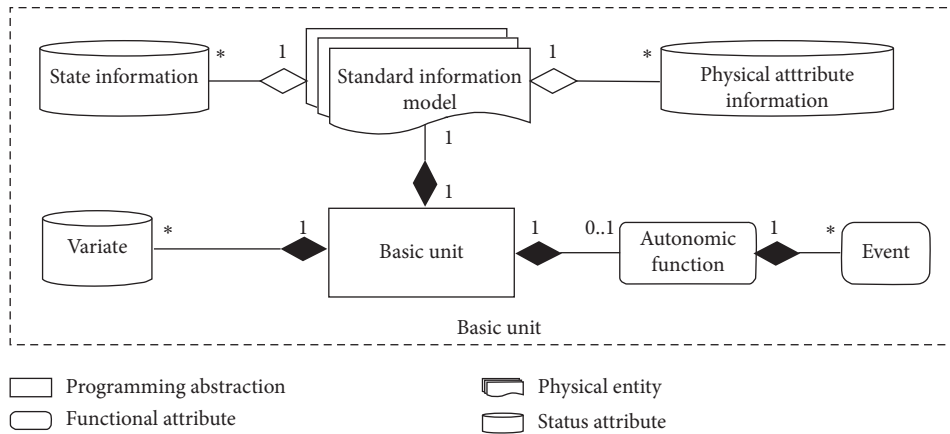 State information
*
1
Standard information
model
1
*
Physical atttribute
information
1
1
Variate
*
1
Basic unit
1
0..1
Autonomic
function
1
*
Event
Basic unit
Programming abstraction
Physical entity
Functional attribute
Status attribute